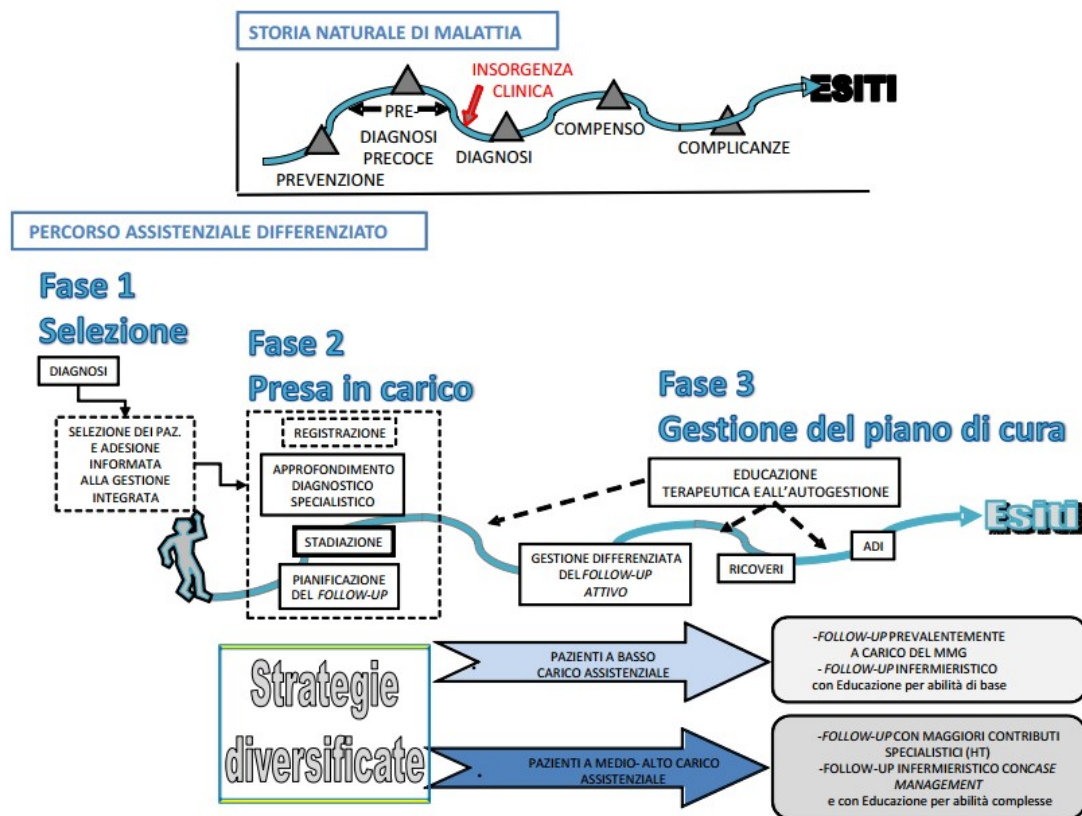 STORIA NATURALE DI MALATTIA
INSORGENZA
CLINICA
ESITI
PRE-
DIAGNOSI
PRECOCE
COMPENSO
DIAGNOSI
COMPLICANZE
PREVENZIONE
PERCORSO ASSISTENZIALE DIFFERENZIATO
Fase 1
Selezione
DIAGNOSI
SELEZIONE DEI PAZ.
E ADESIONE
INFORMATA
ALLA GESTIONE
INTEGRATA
Fase 2
Presa in carico
REGISTRAZIONE
APPROFONDIMENTO
DIAGNOSTICO
SPECIALISTICO
STADIAZIONE
PIANIFICAZIONE
DEL FOLLOW-UP
Fase 3
Gestione del piano di cura
EDUCAZIONE
TERAPEUTICA EALL'AUTOGESTIONE
GESTIONE DIFFERENZIATA
DEL FOLLOW-UP
ATTIVO
RICOVERI
ADI
Esiti
Strategie
diversificate
PAZIENTI A BASSO
CARICO ASSISTENZIALE
-FOLLOW-UP PREVALENTEMENTE
A CARICO DEL MMG
- FOLLOW-UP INFERMIERISTICO
con Educazione per abilità di base
PAZIENTI A MEDIO- ALTO CARICO
ASSISTENZIALE
-FOLLOW-UP CON MAGGIORI CONTRIBUTI
SPECIALISTICI (HT)
-FOLLOW-UP INFERMIERISTICO CONCASE
MANAGEMENT
e con Educazione per abilità complesse